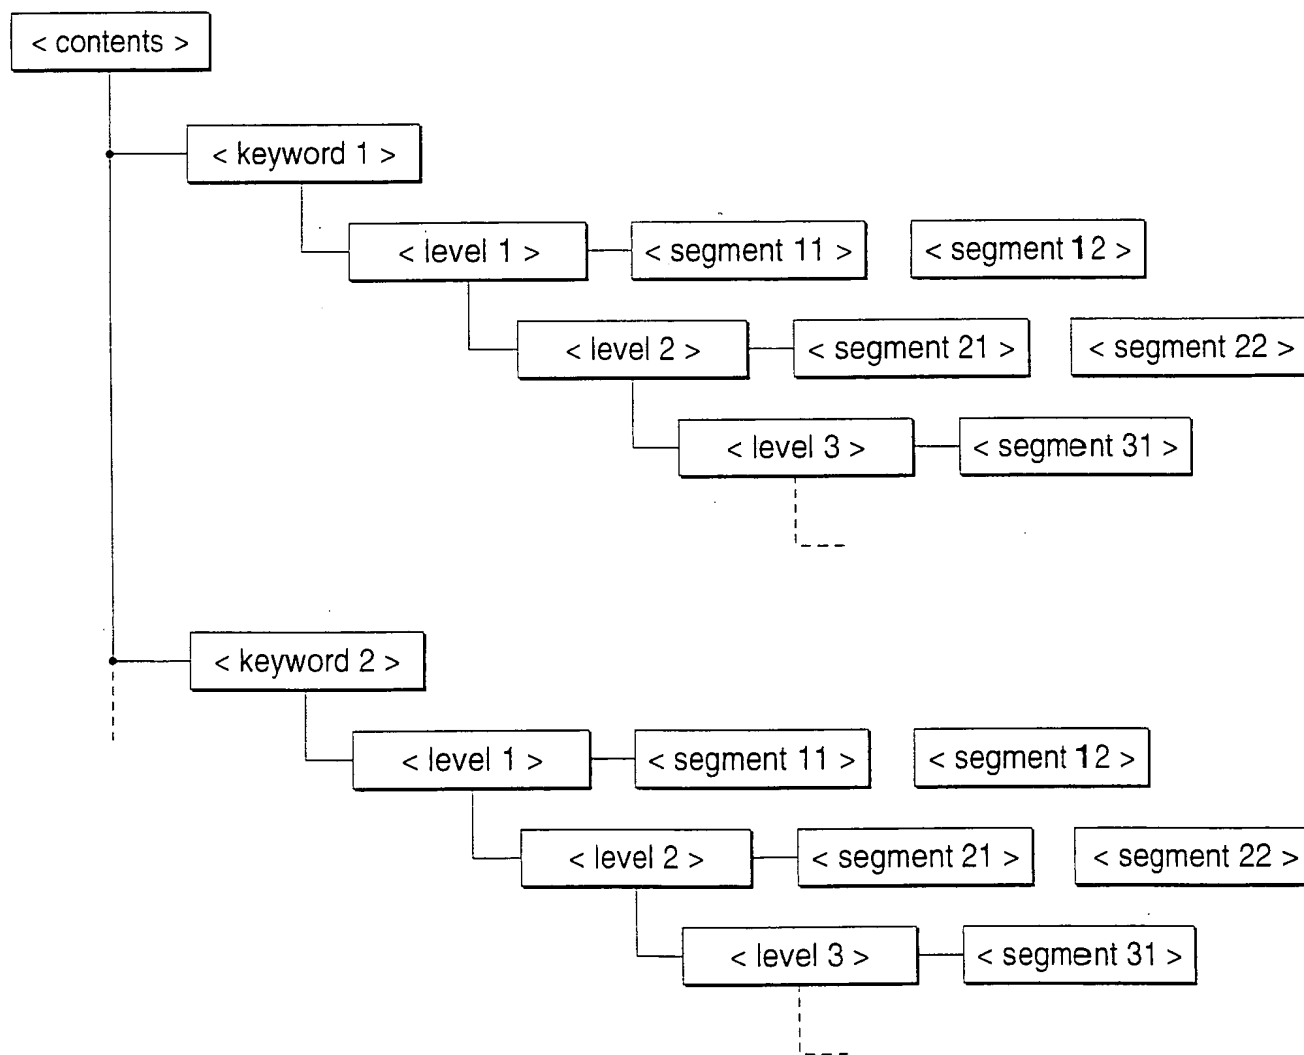 < contents >
< keyword 1 >
< level 1 > < segment 11 > < segment 12 >
< level 2 > < segment 21 > < segment 22 >
< level 3 > < segment 31 >
< keyword 2 >
< level 1 > < segment 11 > < segment 12 >
< level 2 > < segment 21 > < segment 22 >
< level 3 > < segment 31 >